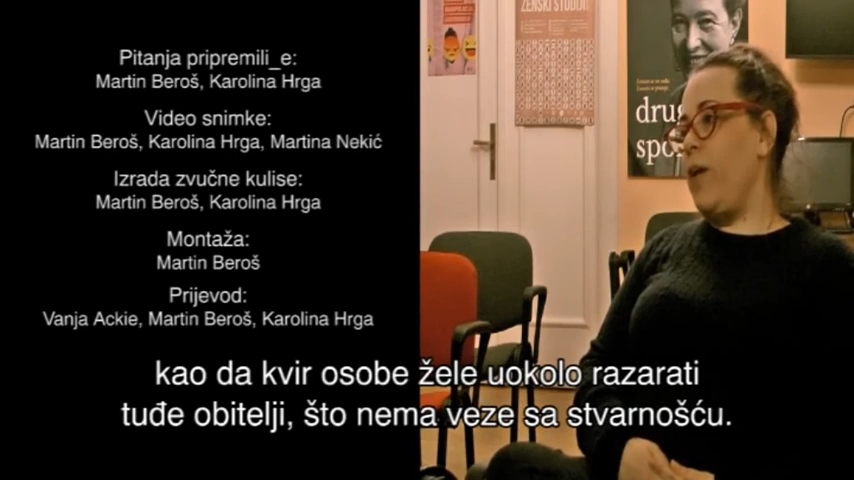 Pitanja pripremili_e:
Martin Beroš, Karolina Hrga
Video snimke:
Martin Beroš, Karolina Hrga, Martina Nekić
Izrada zvučne kulise:
Martin Beroš, Karolina Hrga
Montaža:
Martin Beroš
Prijevod:
Vanja Ackie, Martin Beroš, Karolina Hrga
ŽENSKI STUDIJI
drug
spo
kao da kvir osobe žele uokolo razarati
tuđe obitelji, što nema veze sa stvarnošću.